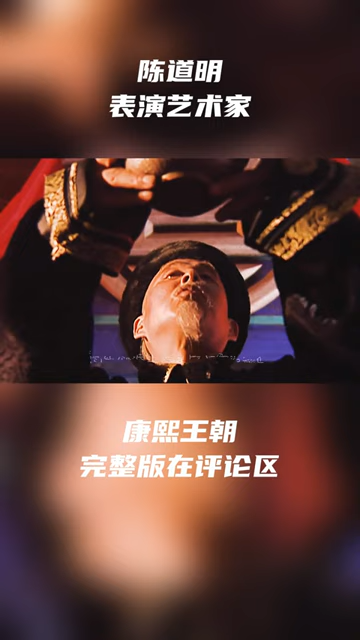 陈道明
表演艺术家
康熙王朝
完整版在评论区